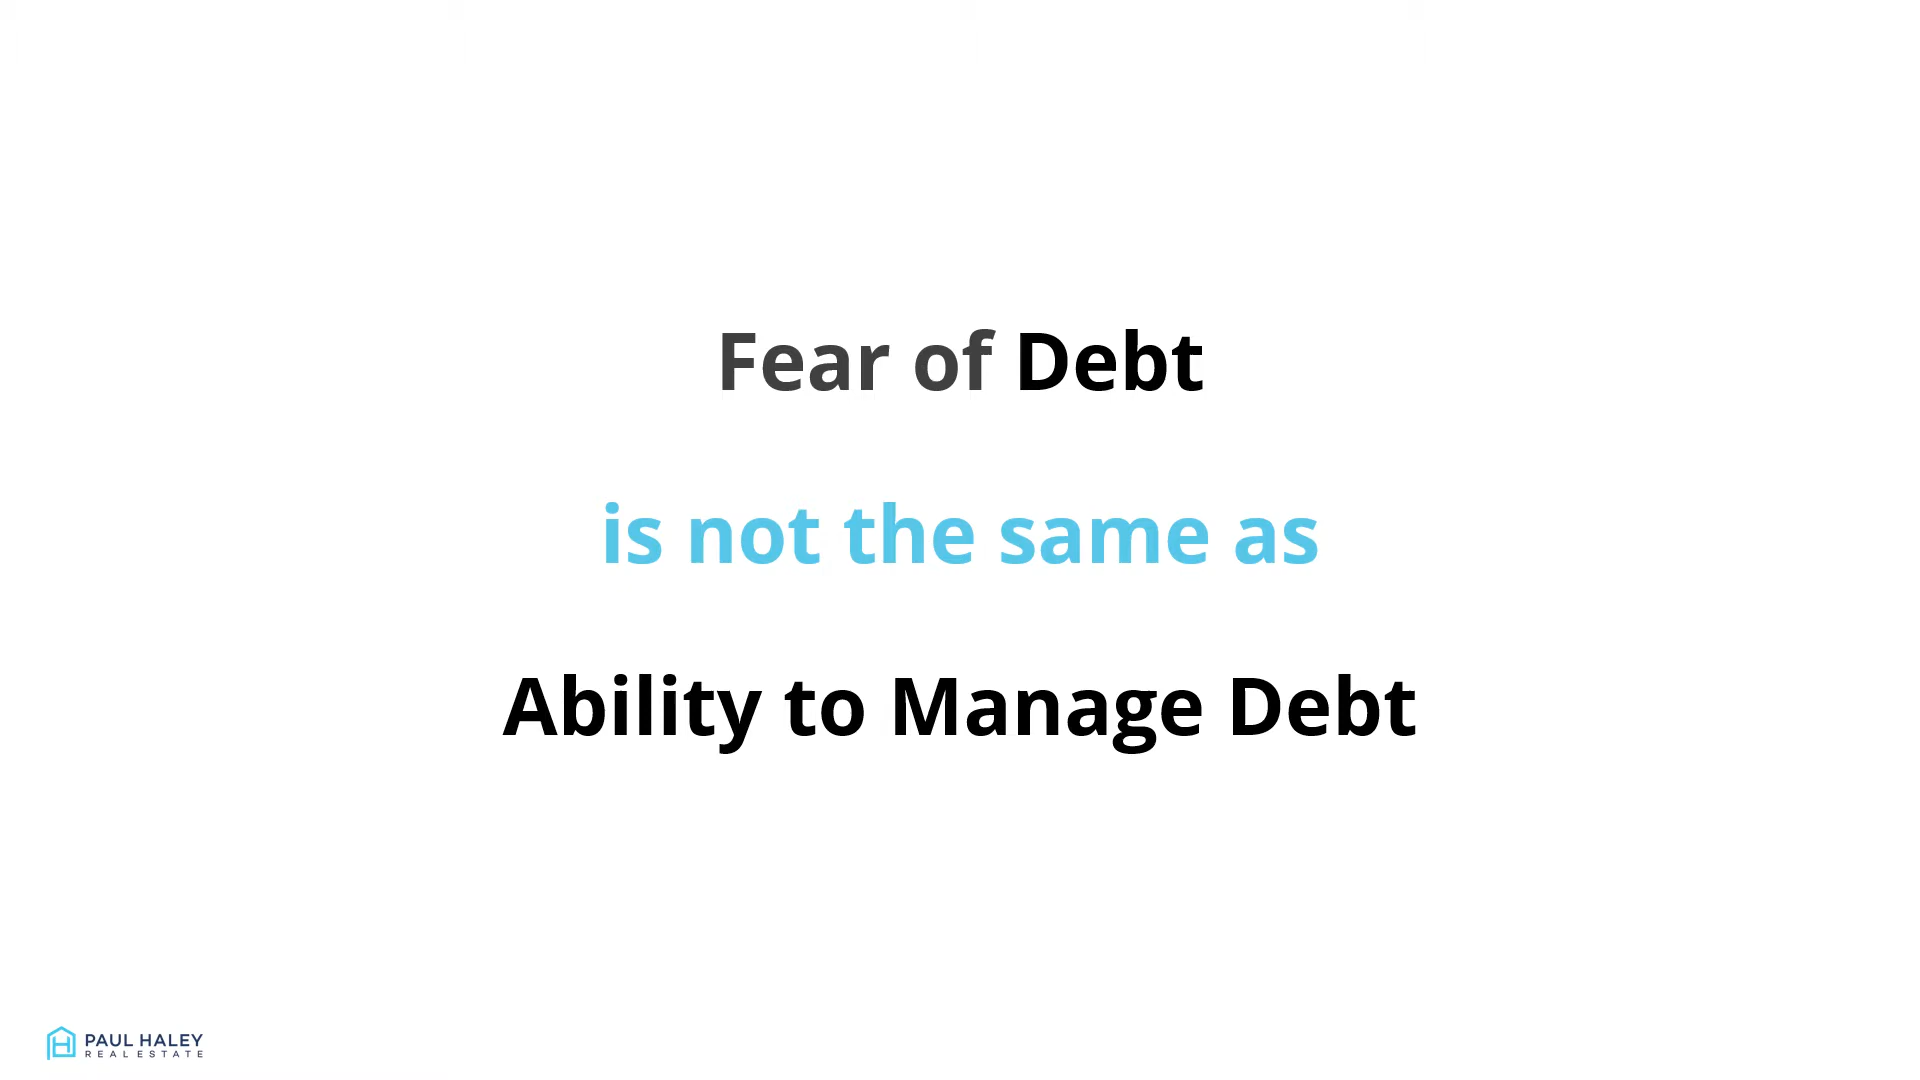 Fear of Debt
is not the same as
Ability to Manage Debt
PAUL HALEY
REAL ESTATE